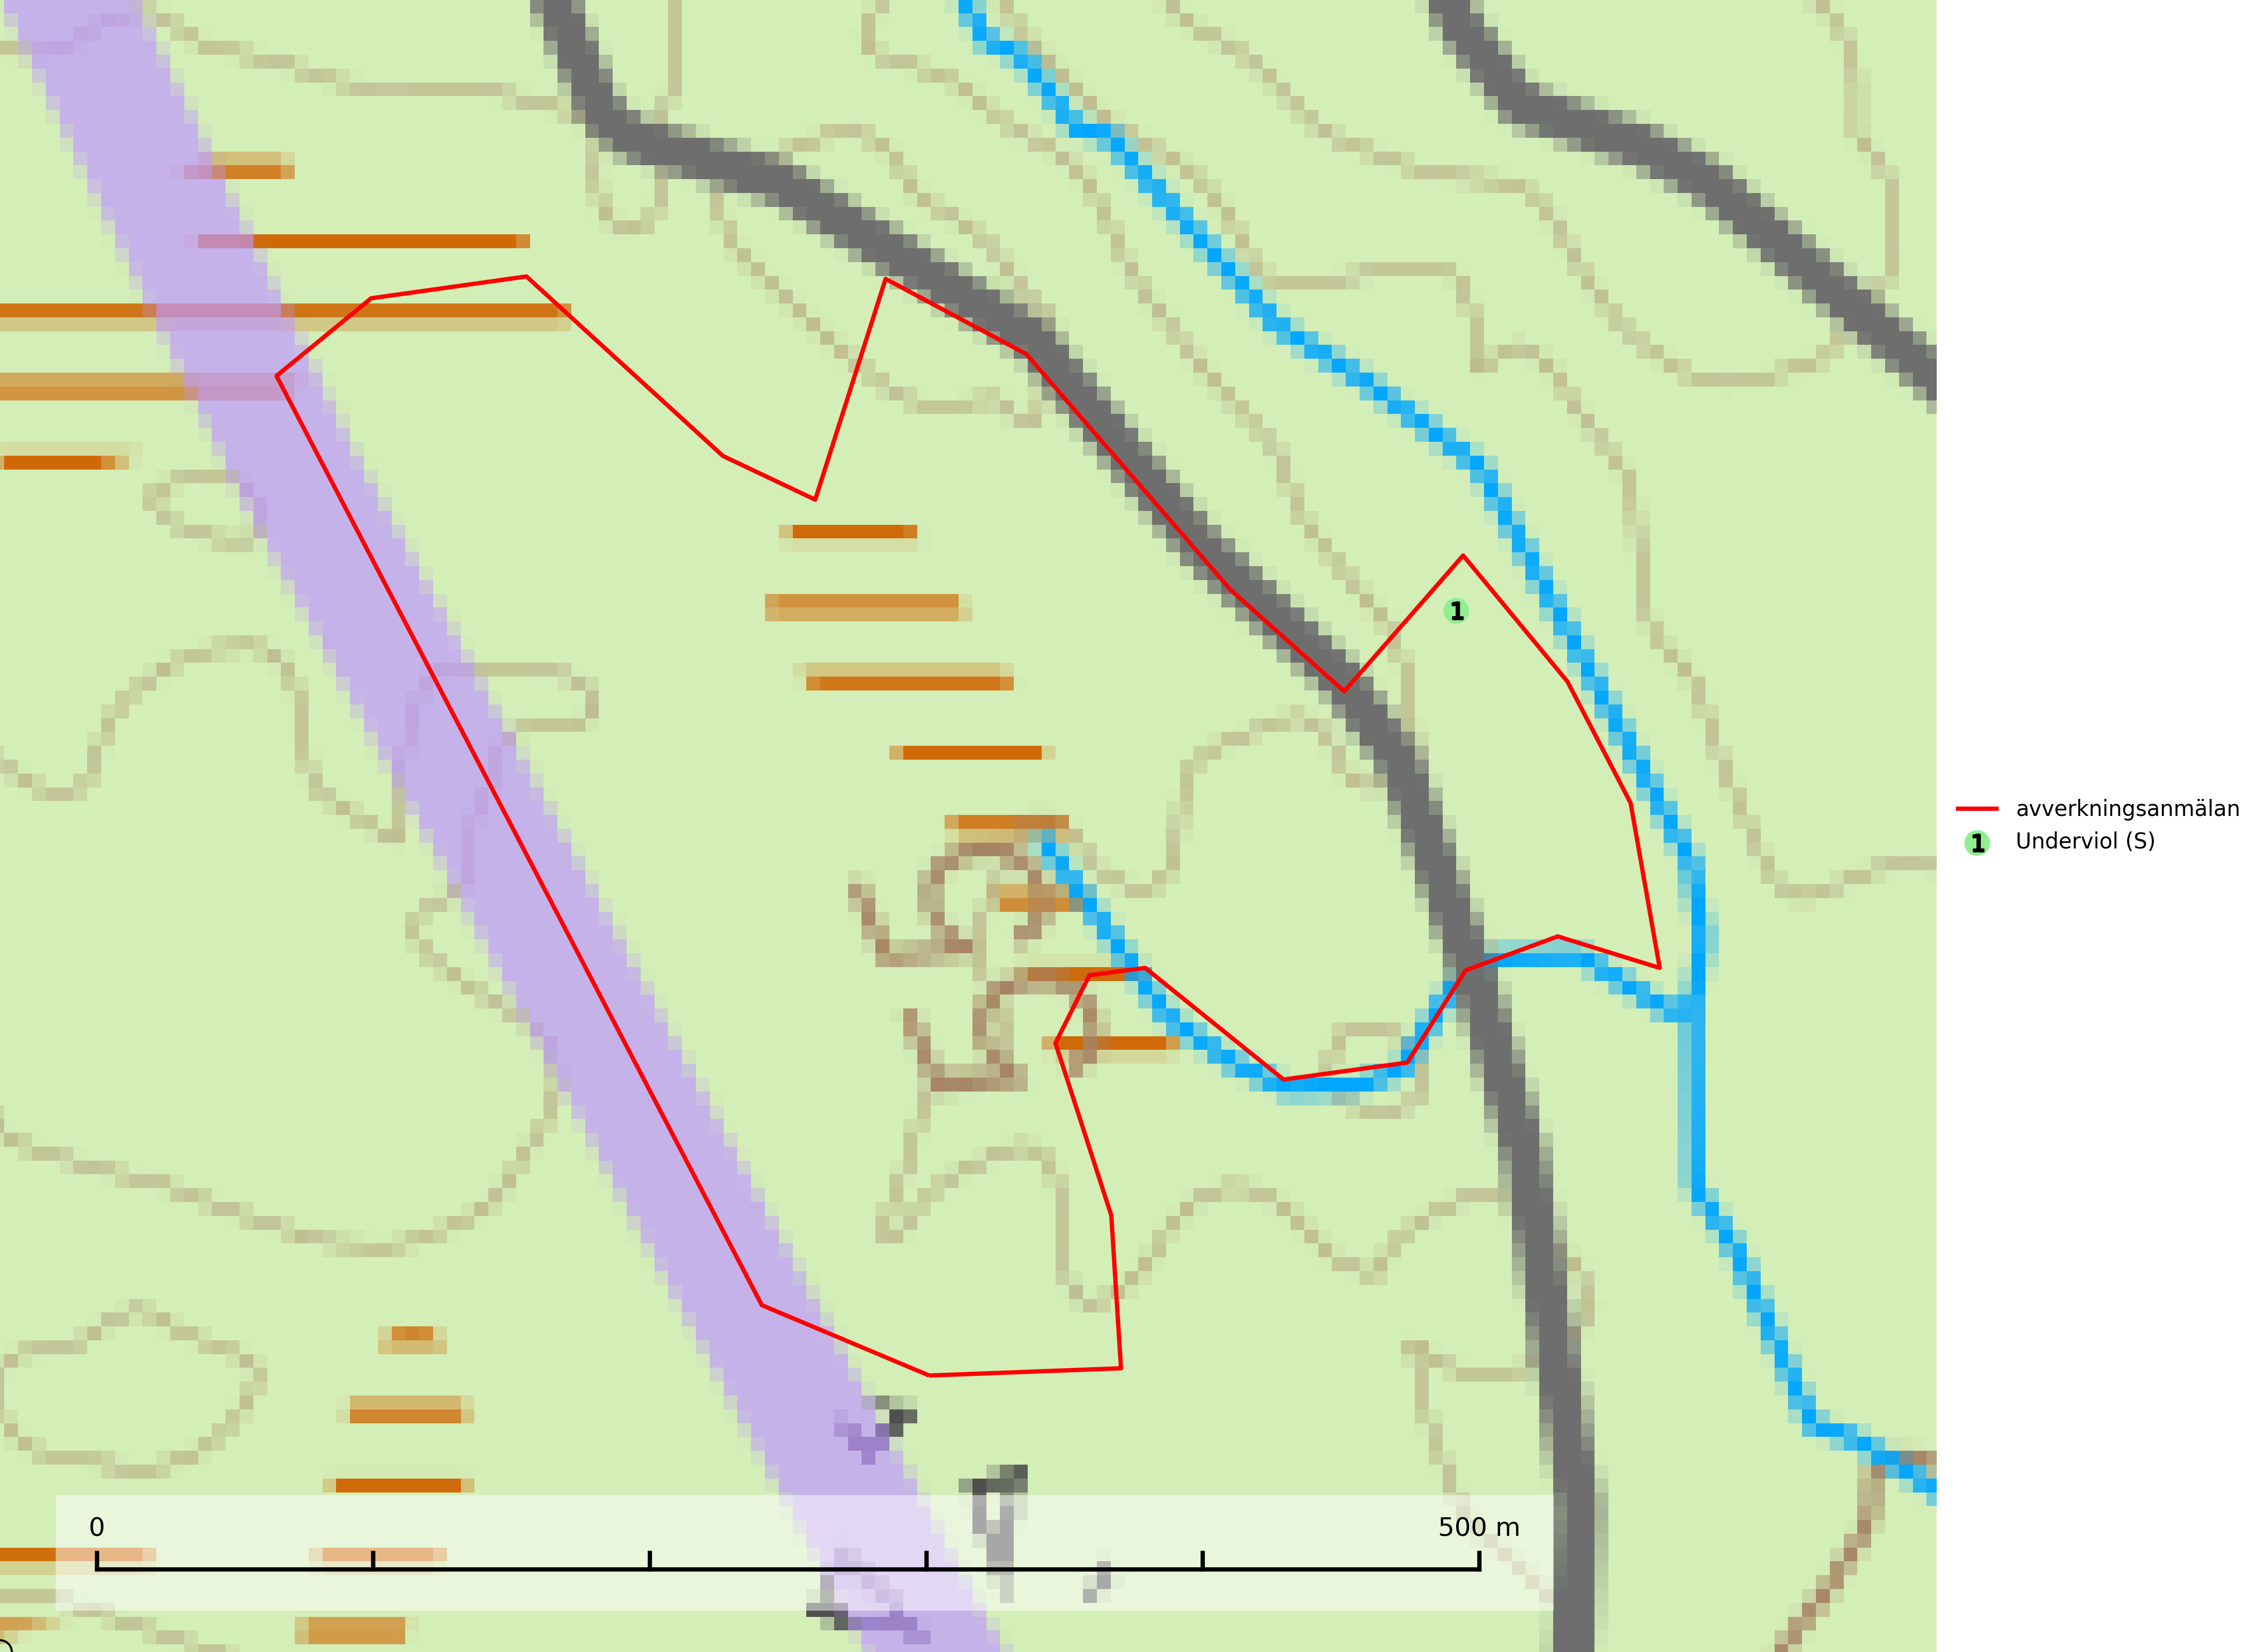 1
avverkningsanmälan
1 Underviol (S)
0 500 m